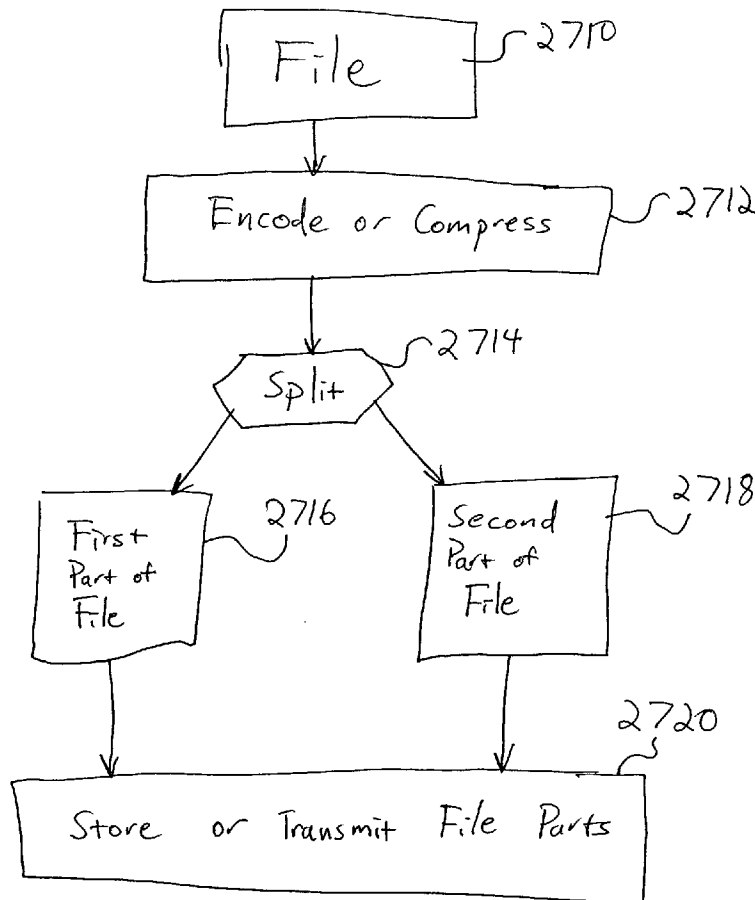 File
2710
Encode or Compress
2712
Split
2714
First
Part of
File
2716
Second
Part of
File
2718
Store or Transmit File Parts
2720